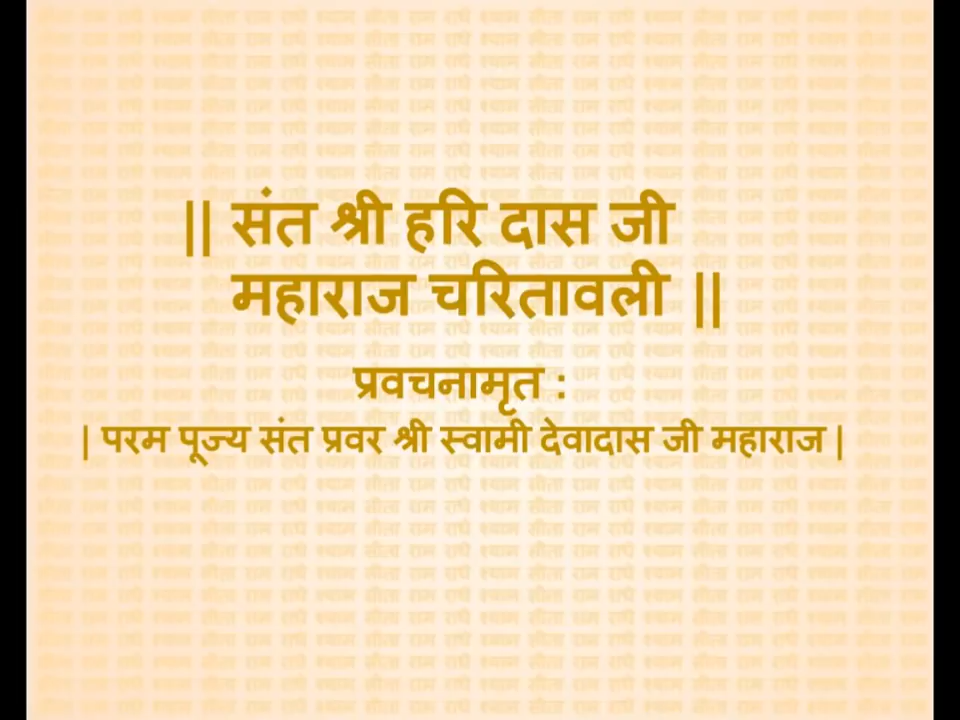 || संत श्री हरि दास जी
महाराज चरितावली ||
प्रवचनामृत :
| परम पूज्य संत प्रवर श्री स्वामी देवादास जी महाराज |